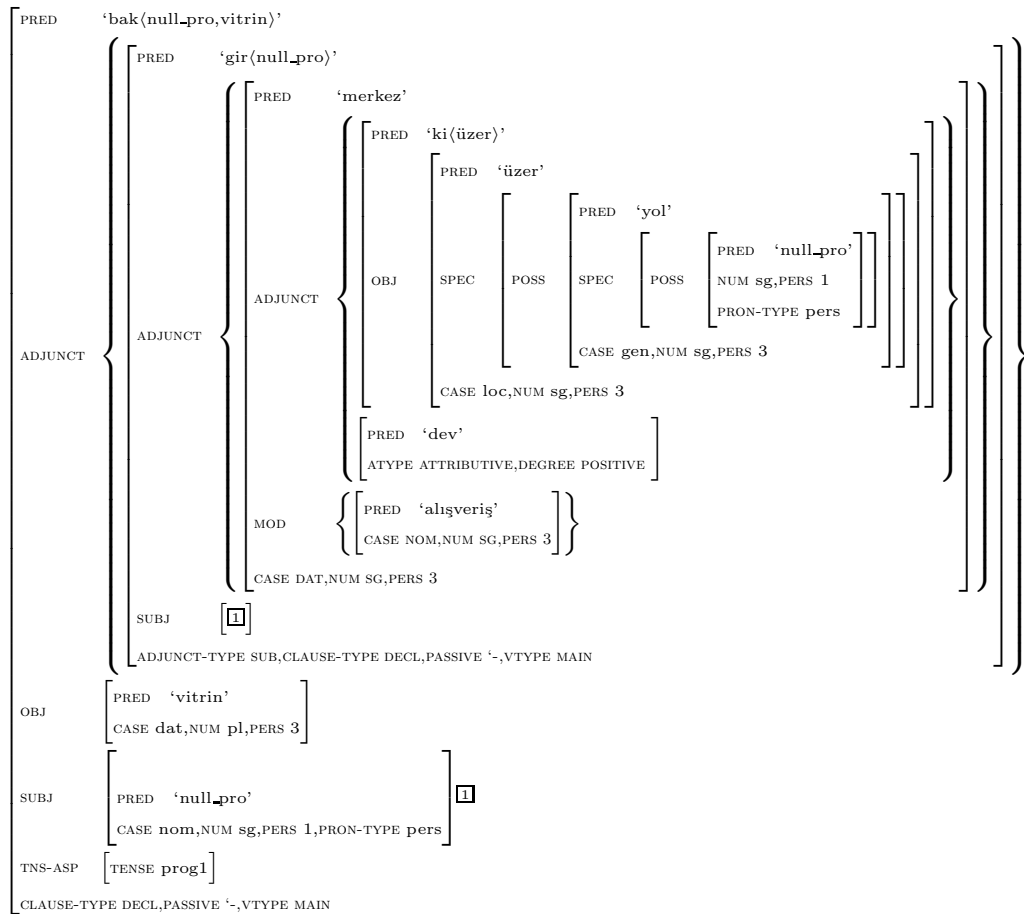 PRED ‘bak⟨null_pro,vitrin⟩’
PRED ‘gir⟨null_pro⟩’
PRED ‘merkez’
PRED ‘ki⟨üzer⟩’
PRED ‘üzer’
PRED ‘yol’
PRED ‘null_pro’
OBJ SPEC POSS SPEC POSS NUM sg,PERS 1
ADJUNCT PRON-TYPE pers
ADJUNCT CASE gen,NUM sg,PERS 3
ADJUNCT CASE loc,NUM sg,PERS 3
PRED ‘dev’
ATYPE ATTRIBUTIVE,DEGREE POSITIVE
PRED ‘alışveriş’
MOD CASE NOM,NUM SG,PERS 3
CASE DAT,NUM SG,PERS 3
SUBJ [1]
ADJUNCT-TYPE SUB,CLAUSE-TYPE DECL,PASSIVE ‘-,VTYPE MAIN
PRED ‘vitrin’
OBJ CASE dat,NUM pl,PERS 3
SUBJ PRED ‘null_pro’ 1
CASE nom,NUM sg,PERS 1,PRON-TYPE pers
TNS-ASP [TENSE prog1]
CLAUSE-TYPE DECL,PASSIVE ‘-,VTYPE MAIN